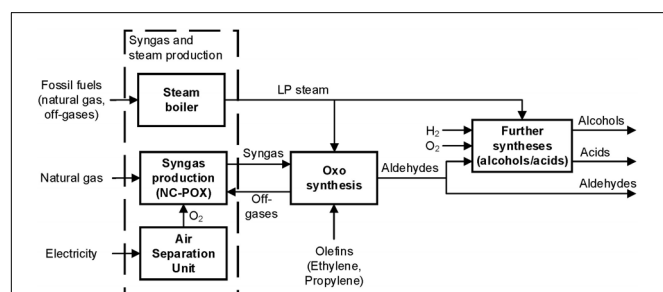 Syngas and
steam production
Fossil fuels
(natural gas,
off-gases)
Steam
boiler
LP steam
H2
O2
Further
syntheses
(alcohols/acids)
Alcohols
Acids
Aldehydes
Natural gas
Syngas
production
(NC-POX)
Syngas
Off-
gases
Oxo
synthesis
Aldehydes
O2
Electricity
Air
Separation
Unit
Olefins
(Ethylene,
Propylene)